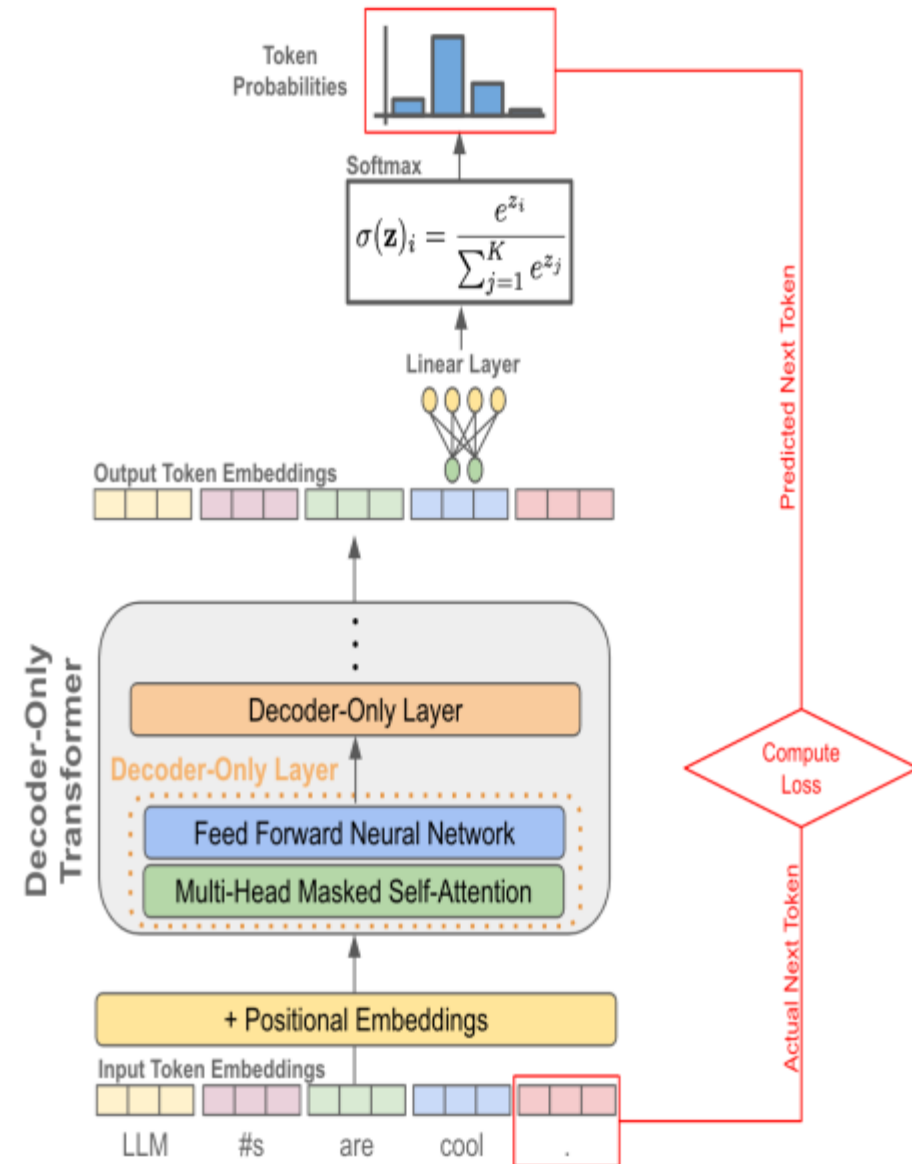 Token
Probabilities
Softmax
σ(𝐳)ᵢ = e^{z_i} / ∑_{j=1}^{K} e^{z_j}
Linear Layer
Output Token Embeddings
Predicted Next Token
Decoder-Only
Transformer
Decoder-Only Layer
Decoder-Only Layer
Feed Forward Neural Network
Multi-Head Masked Self-Attention
Compute
Loss
Actual Next Token
+ Positional Embeddings
Input Token Embeddings
LLM #s are cool .